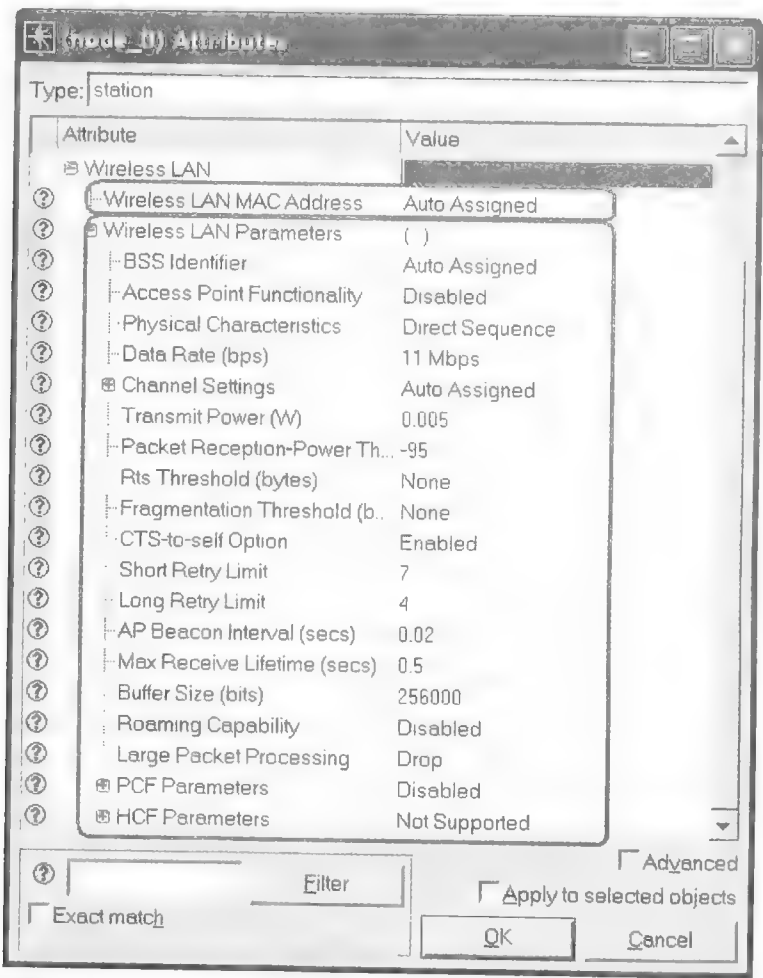 (node_0) Attributes
Type: station
Attribute Value
Wireless LAN
Wireless LAN MAC Address Auto Assigned
Wireless LAN Parameters ( )
BSS Identifier Auto Assigned
Access Point Functionality Disabled
Physical Characteristics Direct Sequence
Data Rate (bps) 11 Mbps
Channel Settings Auto Assigned
Transmit Power (W) 0.005
Packet Reception-Power Th... -95
Rts Threshold (bytes) None
Fragmentation Threshold (b.. None
CTS-to-self Option Enabled
Short Retry Limit 7
Long Retry Limit 4
AP Beacon Interval (secs) 0.02
Max Receive Lifetime (secs) 0.5
Buffer Size (bits) 256000
Roaming Capability Disabled
Large Packet Processing Drop
PCF Parameters Disabled
HCF Parameters Not Supported
Advanced
Filter
Apply to selected objects
Exact match
OK Cancel